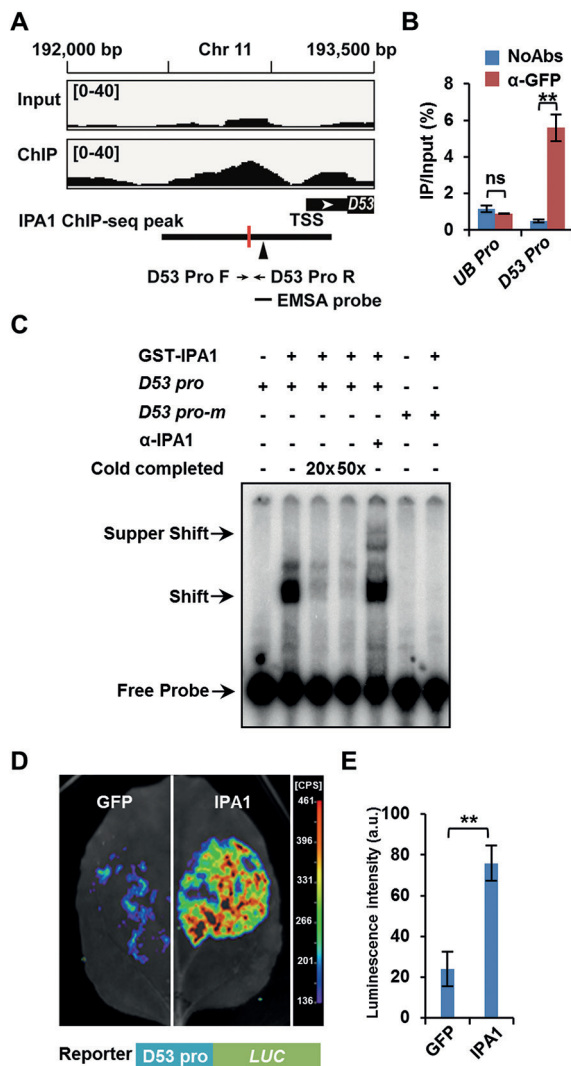 A
192,000 bp Chr 11 193,500 bp
Input [0-40]
ChIP [0-40]
D53
IPA1 ChIP-seq peak TSS
D53 Pro F D53 Pro R
EMSA probe
B
NoAbs
α-GFP
IP/Input (%)
8
6
4
2
0
ns
**
UB Pro
D53 Pro
C
GST-IPA1 - + + + + - +
D53 pro + + + + + - -
D53 pro-m - - - - - + +
α-IPA1 - - - - + - -
Cold completed - - 20x 50x - - -
Supper Shift
Shift
Free Probe
D
GFP IPA1
[CPS]
461
396
331
266
201
136
Reporter D53 pro LUC
E
Luminescence Intensity (a.u.)
100
80
60
40
20
0
**
GFP
IPA1